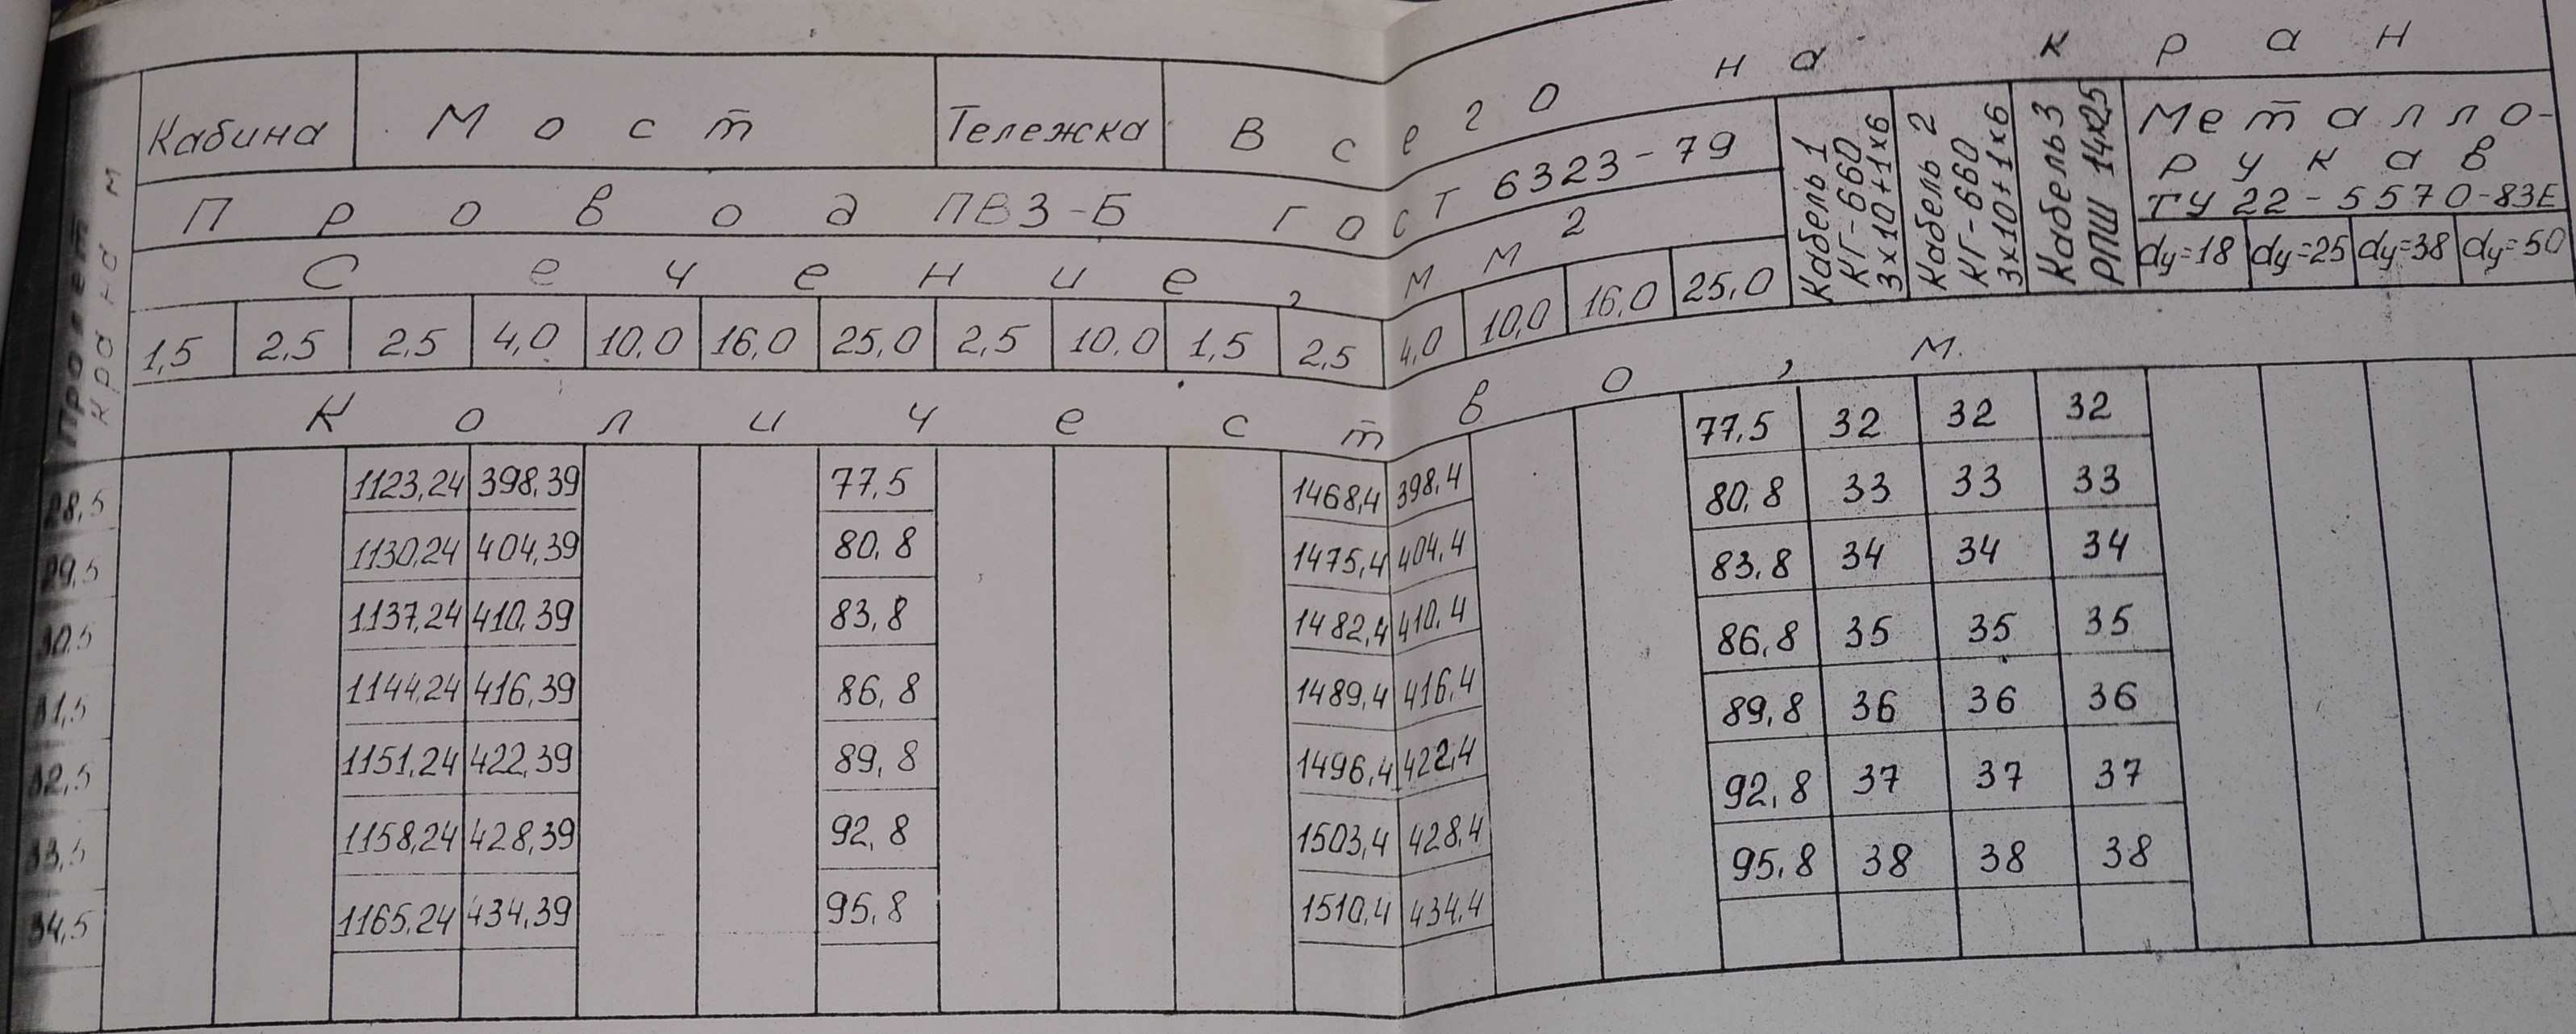 Пролет крана м
Кабина Мост Тележка Всего на кран
Провод ПВ3-Б ГОСТ 6323-79
Сечение, мм2
Кабель 1 КГ-660 3х10+1х6
Кабель 2 КГ-660 3х10+1х6
Кабель 3 РПШ 14х2,5
Металло-
рукав
ТУ 22-5570-83Е
dу=18 dу=25 dу=38 dу=50
1,5 2,5 2,5 4,0 10,0 16,0 25,0 2,5 10,0 1,5 2,5 4,0 10,0 16,0 25,0
Количество, м.
28,5 1123,24 398,39 77,5 1468,4 398,4 77,5 32 32 32
29,5 1130,24 404,39 80,8 1475,4 404,4 80,8 33 33 33
30,5 1137,24 410,39 83,8 1482,4 410,4 83,8 34 34 34
31,5 1144,24 416,39 86,8 1489,4 416,4 86,8 35 35 35
32,5 1151,24 422,39 89,8 1496,4 422,4 89,8 36 36 36
33,5 1158,24 428,39 92,8 1503,4 428,4 92,8 37 37 37
34,5 1165,24 434,39 95,8 1510,4 434,4 95,8 38 38 38